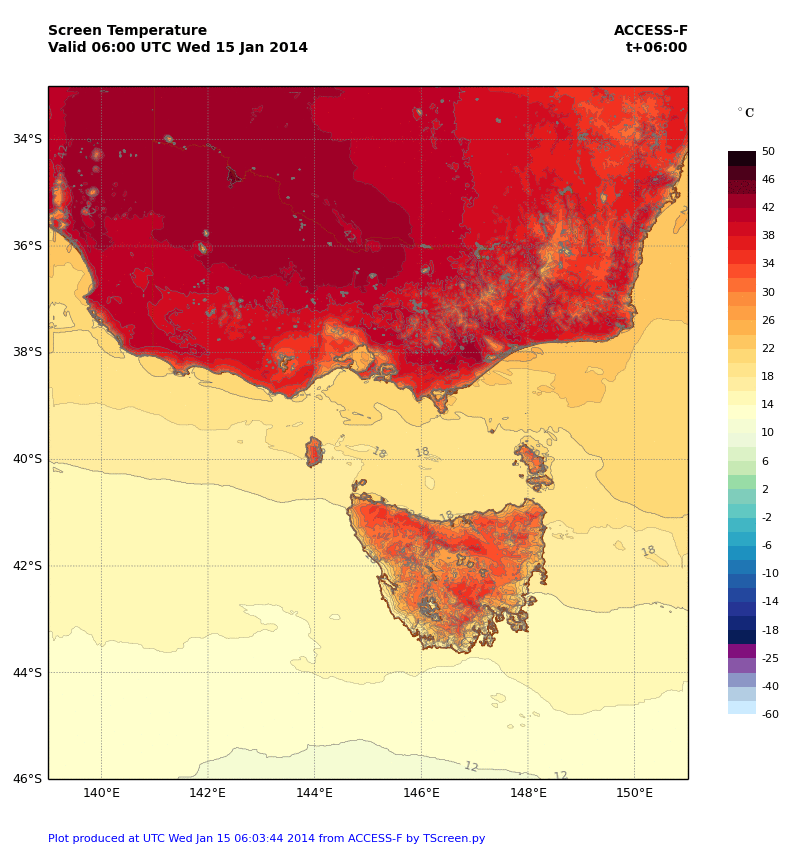 Screen Temperature
Valid 06:00 UTC Wed 15 Jan 2014
ACCESS-F
t+06:00
°C
50
46
42
38
34
30
26
22
18
14
10
6
2
-2
-6
-10
-14
-18
-25
-40
-60
34°S
36°S
38°S
40°S
42°S
44°S
46°S
42
18
18
18
18
12
12
140°E
142°E
144°E
146°E
148°E
150°E
Plot produced at UTC Wed Jan 15 06:03:44 2014 from ACCESS-F by TScreen.py